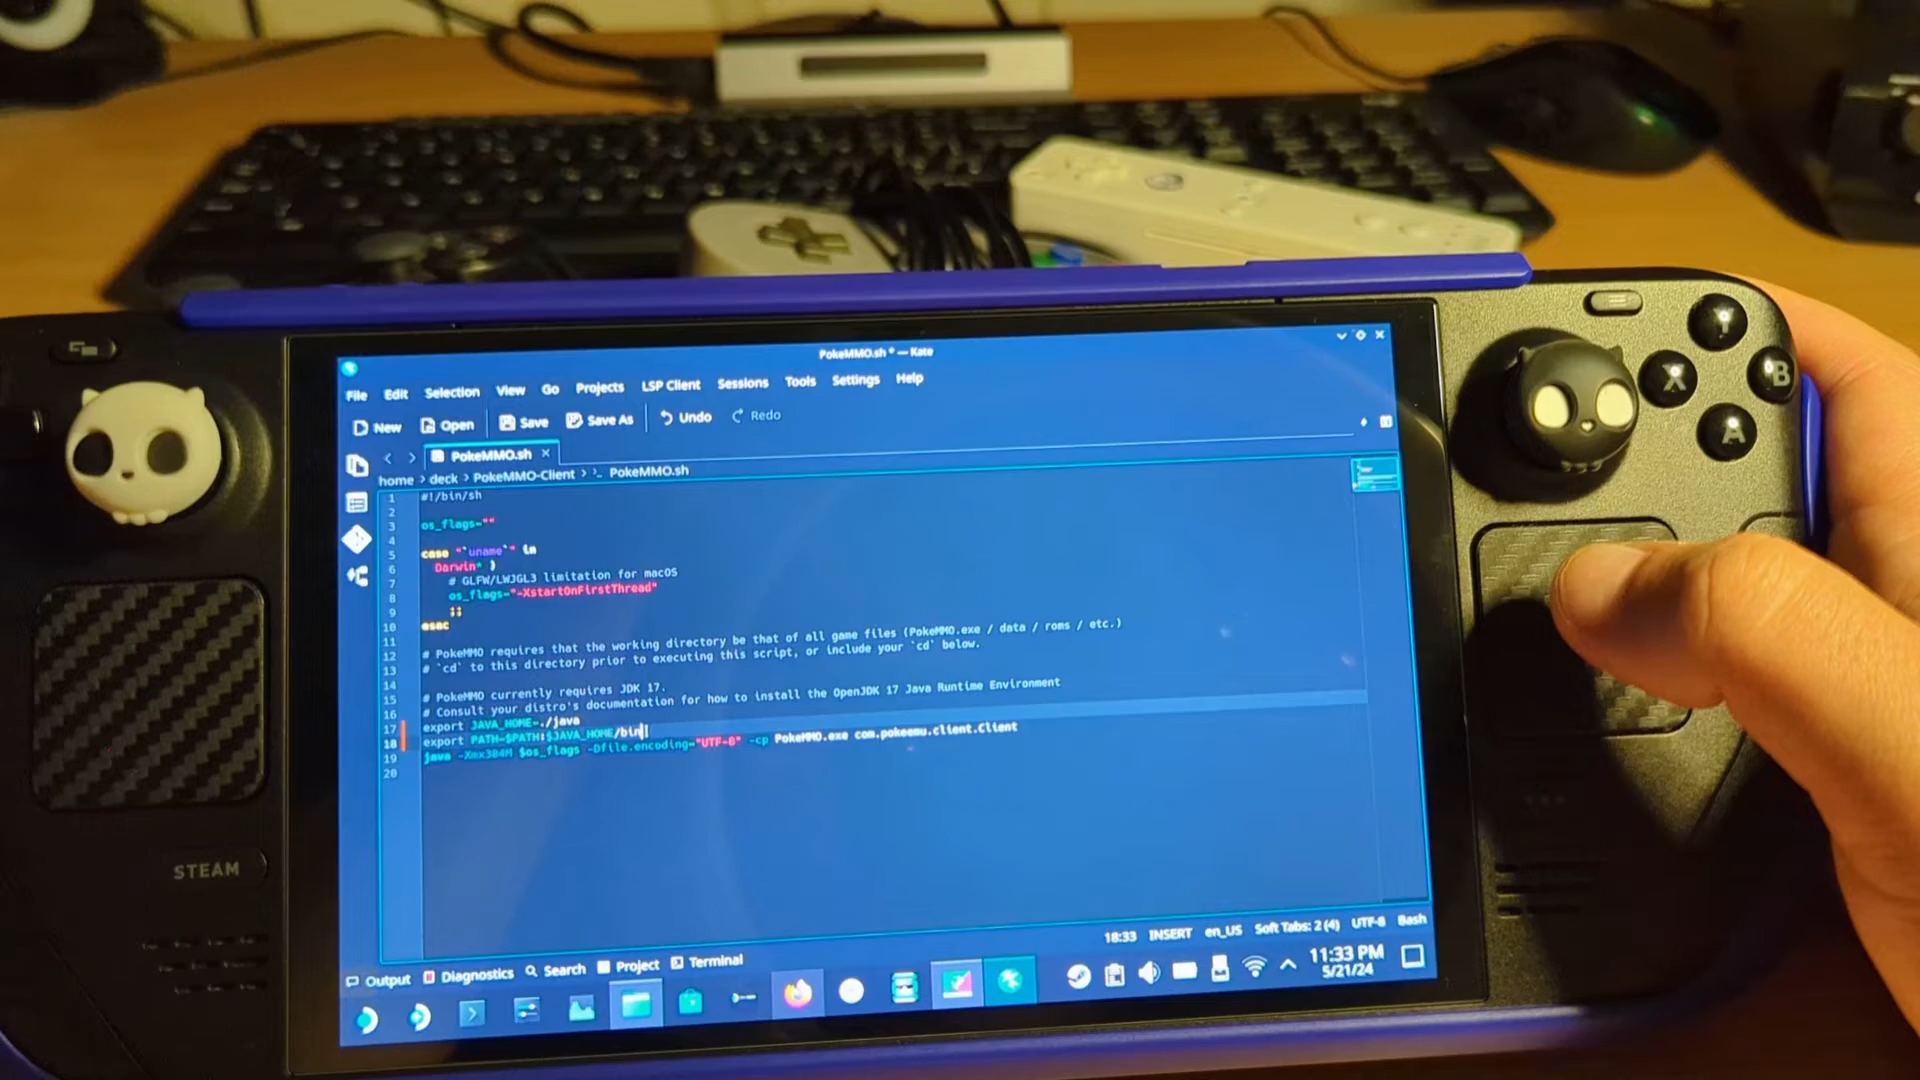 PokeMMO.sh * — Kate
File Edit Selection View Go Projects LSP Client Sessions Tools Settings Help
New Open Save Save As Undo Redo
PokeMMO.sh
home > deck > PokeMMO-Client > PokeMMO.sh
1 #!/bin/sh
2
3 os_flags=""
4
5 case "`uname`" in
6 Darwin* )
7 # GLFW/LWJGL3 limitation for macOS
8 os_flags="-XstartOnFirstThread"
9 ;;
10 esac
11
12 # PokeMMO requires that the working directory be that of all game files (PokeMMO.exe / data / roms / etc.)
13 # `cd` to this directory prior to executing this script, or include your `cd` below.
14
15 # PokeMMO currently requires JDK 17.
16 # Consult your distro's documentation for how to install the OpenJDK 17 Java Runtime Environment
17 export JAVA_HOME=./java
18 export PATH=$PATH:$JAVA_HOME/bin
19 java -Xmx384M $os_flags -Dfile.encoding="UTF-8" -cp PokeMMO.exe com.pokeemu.client.Client
20
18:33 INSERT en_US Soft Tabs: 2 (4) UTF-8 Bash
Output Diagnostics Search Project Terminal
11:33 PM
5/21/24
STEAM
Y
X
B
A